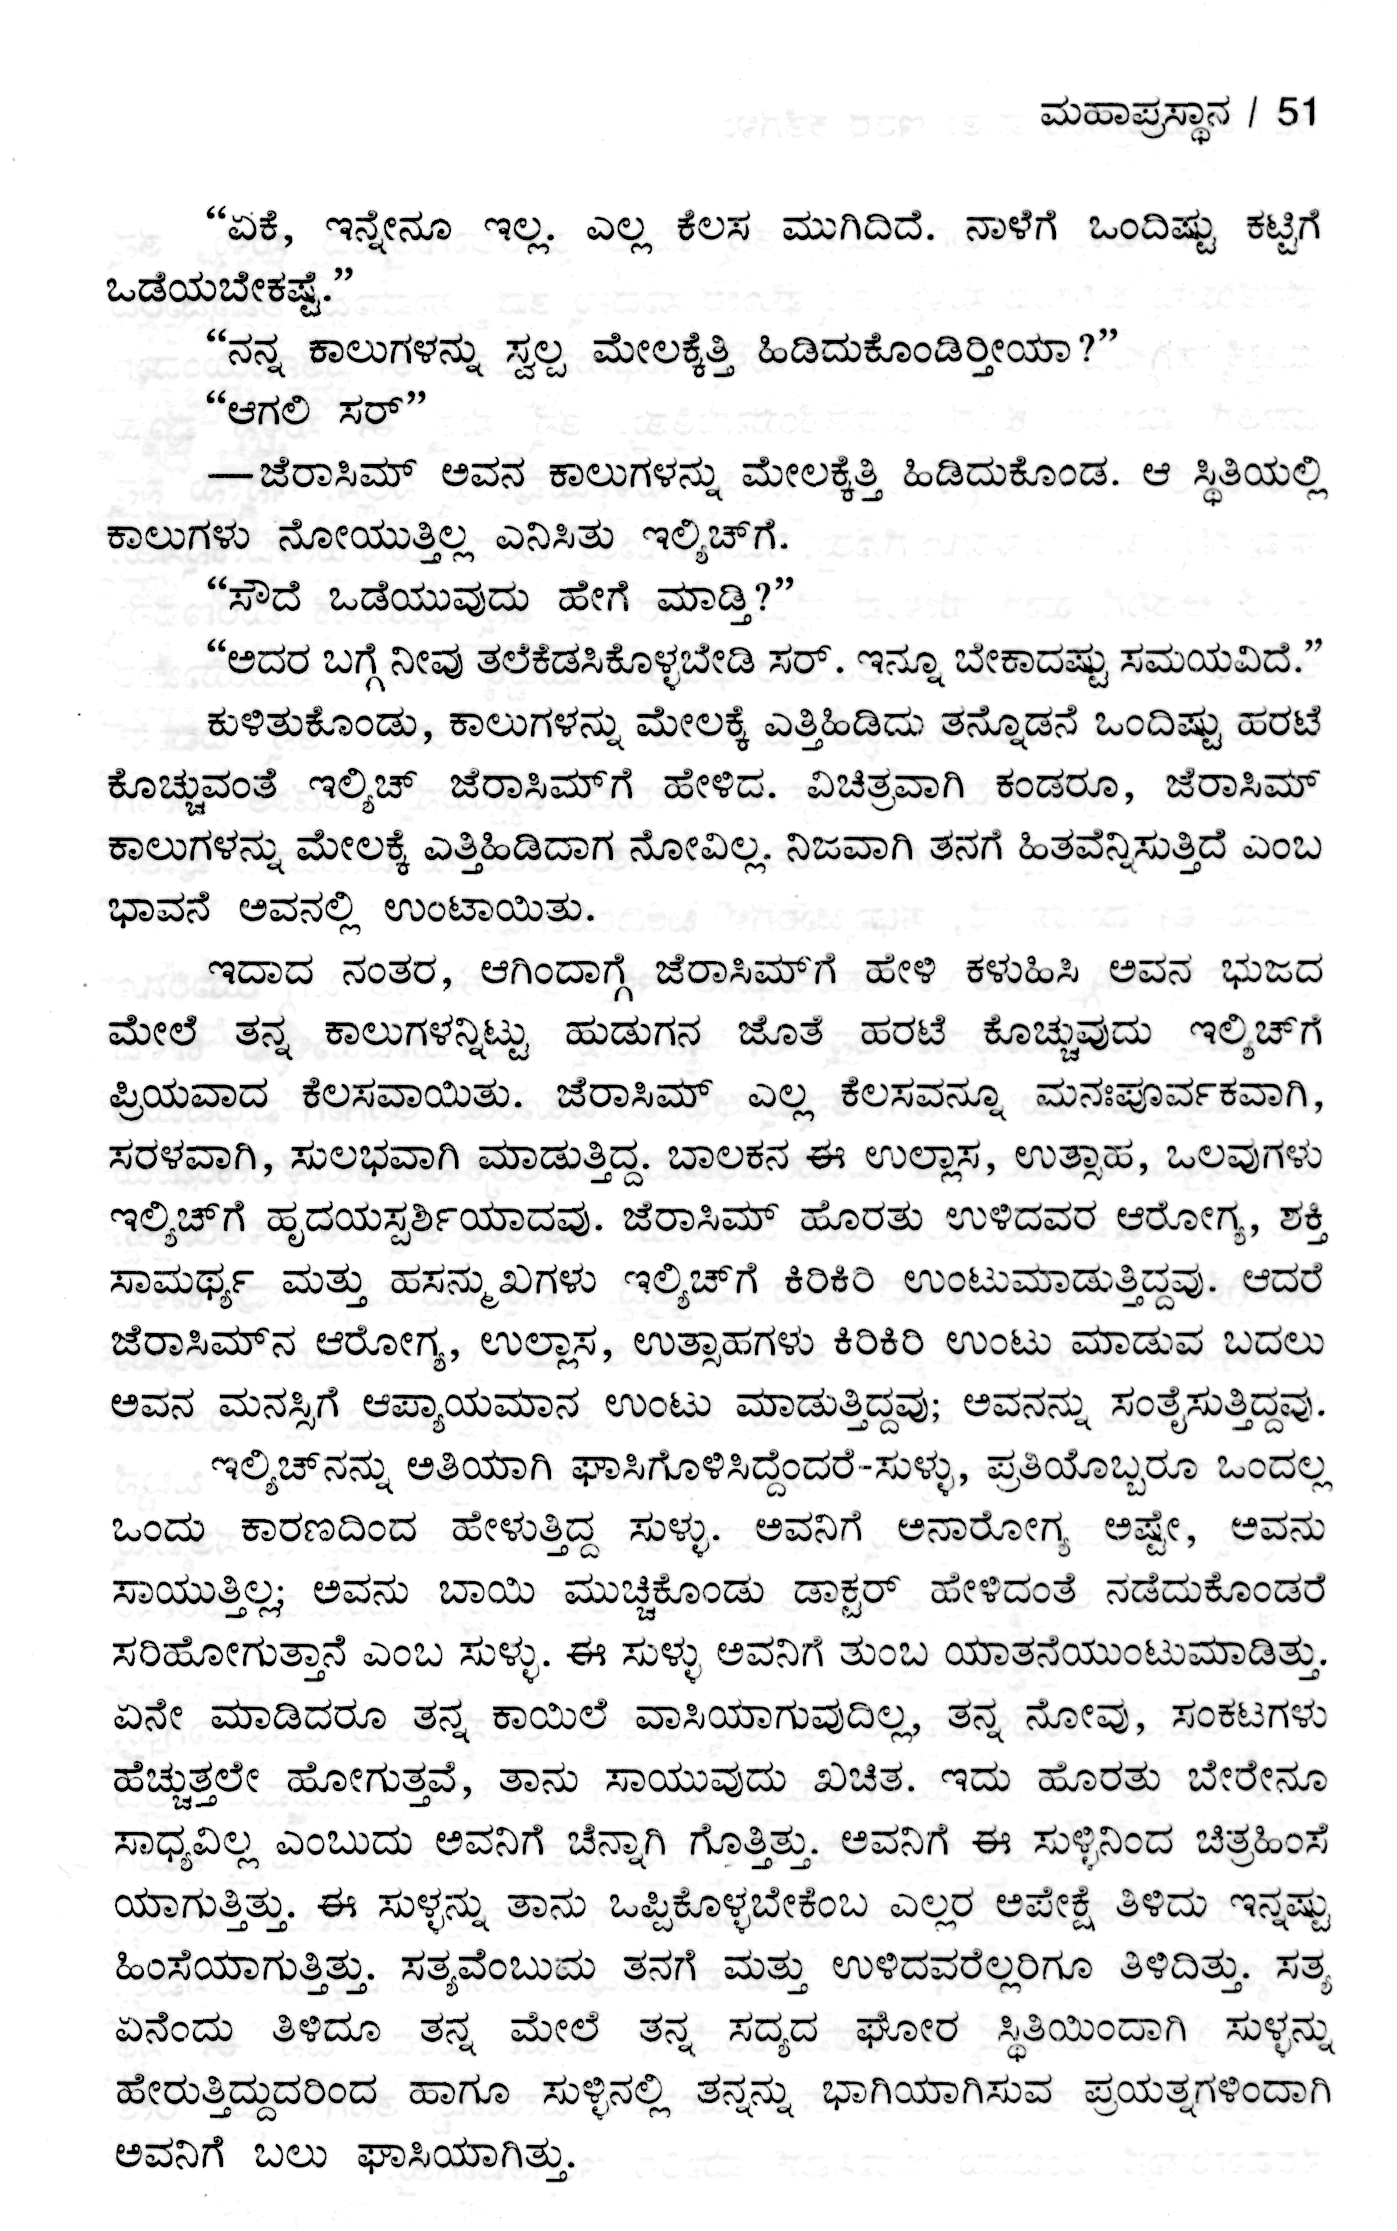 ಮಹಾಪ್ರಸ್ಥಾನ / 51
“ಏಕೆ, ಇನ್ನೇನೂ ಇಲ್ಲ. ಎಲ್ಲ ಕೆಲಸ ಮುಗಿದಿದೆ. ನಾಳೆಗೆ ಒಂದಿಷ್ಟು ಕಟ್ಟಿಗೆ
ಒಡೆಯಬೇಕಷ್ಟೆ.”
“ನನ್ನ ಕಾಲುಗಳನ್ನು ಸ್ವಲ್ಪ ಮೇಲಕ್ಕೆತ್ತಿ ಹಿಡಿದುಕೊಂಡಿರ್‍ತೀಯಾ?”
“ಆಗಲಿ ಸರ್”
—ಜೆರಾಸಿಮ್ ಅವನ ಕಾಲುಗಳನ್ನು ಮೇಲಕ್ಕೆತ್ತಿ ಹಿಡಿದುಕೊಂಡ. ಆ ಸ್ಥಿತಿಯಲ್ಲಿ
ಕಾಲುಗಳು ನೋಯುತ್ತಿಲ್ಲ ಎನಿಸಿತು ಇಲ್ಯಿಚ್‌ಗೆ.
“ಸೌದೆ ಒಡೆಯುವುದು ಹೇಗೆ ಮಾಡ್ತಿ?”
“ಅದರ ಬಗ್ಗೆ ನೀವು ತಲೆಕೆಡಸಿಕೊಳ್ಳಬೇಡಿ ಸರ್. ಇನ್ನೂ ಬೇಕಾದಷ್ಟು ಸಮಯವಿದೆ.”
ಕುಳಿತುಕೊಂಡು, ಕಾಲುಗಳನ್ನು ಮೇಲಕ್ಕೆ ಎತ್ತಿಹಿಡಿದು ತನ್ನೊಡನೆ ಒಂದಿಷ್ಟು ಹರಟೆ
ಕೊಚ್ಚುವಂತೆ ಇಲ್ಯಿಚ್ ಜೆರಾಸಿಮ್‌ಗೆ ಹೇಳಿದ. ವಿಚಿತ್ರವಾಗಿ ಕಂಡರೂ, ಜೆರಾಸಿಮ್
ಕಾಲುಗಳನ್ನು ಮೇಲಕ್ಕೆ ಎತ್ತಿಹಿಡಿದಾಗ ನೋವಿಲ್ಲ. ನಿಜವಾಗಿ ತನಗೆ ಹಿತವೆನ್ನಿಸುತ್ತಿದೆ ಎಂಬ
ಭಾವನೆ ಅವನಲ್ಲಿ ಉಂಟಾಯಿತು.
ಇದಾದ ನಂತರ, ಆಗಿಂದಾಗ್ಗೆ ಜೆರಾಸಿಮ್‌ಗೆ ಹೇಳಿ ಕಳುಹಿಸಿ ಅವನ ಭುಜದ
ಮೇಲೆ ತನ್ನ ಕಾಲುಗಳನ್ನಿಟ್ಟು ಹುಡುಗನ ಜೊತೆ ಹರಟೆ ಕೊಚ್ಚುವುದು ಇಲ್ಯಿಚ್‌ಗೆ
ಪ್ರಿಯವಾದ ಕೆಲಸವಾಯಿತು. ಜೆರಾಸಿಮ್ ಎಲ್ಲ ಕೆಲಸವನ್ನೂ ಮನಃಪೂರ್ವಕವಾಗಿ,
ಸರಳವಾಗಿ, ಸುಲಭವಾಗಿ ಮಾಡುತ್ತಿದ್ದ. ಬಾಲಕನ ಈ ಉಲ್ಲಾಸ, ಉತ್ಸಾಹ, ಒಲವುಗಳು
ಇಲ್ಯಿಚ್‌ಗೆ ಹೃದಯಸ್ಪರ್ಶಿಯಾದವು. ಜೆರಾಸಿಮ್ ಹೊರತು ಉಳಿದವರ ಆರೋಗ್ಯ, ಶಕ್ತಿ
ಸಾಮರ್ಥ್ಯ ಮತ್ತು ಹಸನ್ಮುಖಗಳು ಇಲ್ಯಿಚ್‌ಗೆ ಕಿರಿಕಿರಿ ಉಂಟುಮಾಡುತ್ತಿದ್ದವು. ಆದರೆ
ಜೆರಾಸಿಮ್‌ನ ಆರೋಗ್ಯ, ಉಲ್ಲಾಸ, ಉತ್ಸಾಹಗಳು ಕಿರಿಕಿರಿ ಉಂಟು ಮಾಡುವ ಬದಲು
ಅವನ ಮನಸ್ಸಿಗೆ ಆಪ್ಯಾಯಮಾನ ಉಂಟು ಮಾಡುತ್ತಿದ್ದವು; ಅವನನ್ನು ಸಂತೈಸುತ್ತಿದ್ದವು.
ಇಲ್ಯಿಚ್‌ನನ್ನು ಅತಿಯಾಗಿ ಘಾಸಿಗೊಳಿಸಿದ್ದೆಂದರೆ-ಸುಳ್ಳು, ಪ್ರತಿಯೊಬ್ಬರೂ ಒಂದಲ್ಲ
ಒಂದು ಕಾರಣದಿಂದ ಹೇಳುತ್ತಿದ್ದ ಸುಳ್ಳು. ಅವನಿಗೆ ಅನಾರೋಗ್ಯ ಅಷ್ಟೇ, ಅವನು
ಸಾಯುತ್ತಿಲ್ಲ; ಅವನು ಬಾಯಿ ಮುಚ್ಚಿಕೊಂಡು ಡಾಕ್ಟರ್ ಹೇಳಿದಂತೆ ನಡೆದುಕೊಂಡರೆ
ಸರಿಹೋಗುತ್ತಾನೆ ಎಂಬ ಸುಳ್ಳು. ಈ ಸುಳ್ಳು ಅವನಿಗೆ ತುಂಬ ಯಾತನೆಯುಂಟುಮಾಡಿತ್ತು.
ಏನೇ ಮಾಡಿದರೂ ತನ್ನ ಕಾಯಿಲೆ ವಾಸಿಯಾಗುವುದಿಲ್ಲ, ತನ್ನ ನೋವು, ಸಂಕಟಗಳು
ಹೆಚ್ಚುತ್ತಲೇ ಹೋಗುತ್ತವೆ, ತಾನು ಸಾಯುವುದು ಖಚಿತ. ಇದು ಹೊರತು ಬೇರೇನೂ
ಸಾಧ್ಯವಿಲ್ಲ ಎಂಬುದು ಅವನಿಗೆ ಚೆನ್ನಾಗಿ ಗೊತ್ತಿತ್ತು. ಅವನಿಗೆ ಈ ಸುಳ್ಳಿನಿಂದ ಚಿತ್ರಹಿಂಸೆ
ಯಾಗುತ್ತಿತ್ತು. ಈ ಸುಳ್ಳನ್ನು ತಾನು ಒಪ್ಪಿಕೊಳ್ಳಬೇಕೆಂಬ ಎಲ್ಲರ ಅಪೇಕ್ಷೆ ತಿಳಿದು ಇನ್ನಷ್ಟು
ಹಿಂಸೆಯಾಗುತ್ತಿತ್ತು. ಸತ್ಯವೆಂಬುದು ತನಗೆ ಮತ್ತು ಉಳಿದವರೆಲ್ಲರಿಗೂ ತಿಳಿದಿತ್ತು. ಸತ್ಯ
ಏನೆಂದು ತಿಳಿದೂ ತನ್ನ ಮೇಲೆ ತನ್ನ ಸದ್ಯದ ಘೋರ ಸ್ಥಿತಿಯಿಂದಾಗಿ ಸುಳ್ಳನ್ನು
ಹೇರುತ್ತಿದ್ದುದರಿಂದ ಹಾಗೂ ಸುಳ್ಳಿನಲ್ಲಿ ತನ್ನನ್ನು ಭಾಗಿಯಾಗಿಸುವ ಪ್ರಯತ್ನಗಳಿಂದಾಗಿ
ಅವನಿಗೆ ಬಲು ಘಾಸಿಯಾಗಿತ್ತು.